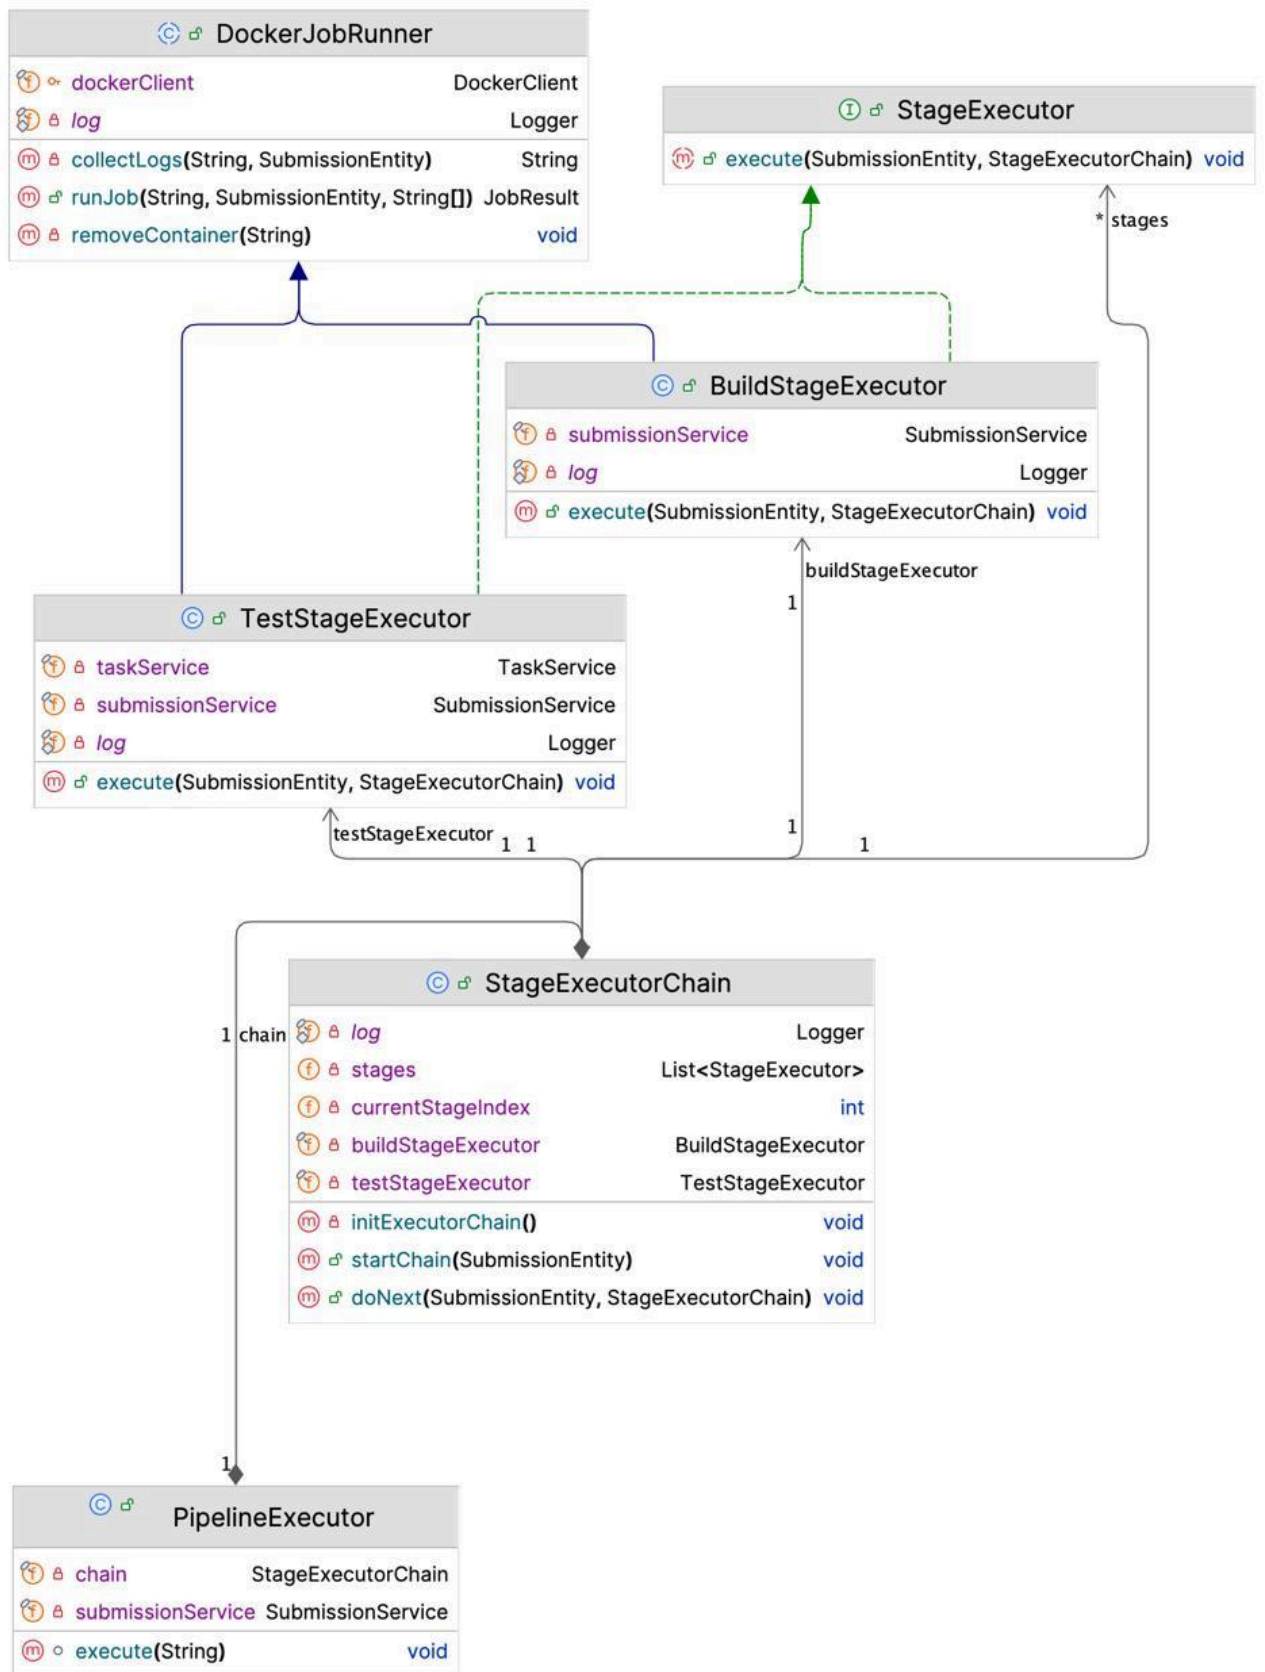 DockerJobRunner
dockerClient DockerClient
log Logger
collectLogs(String, SubmissionEntity) String
runJob(String, SubmissionEntity, String[]) JobResult
removeContainer(String) void
StageExecutor
execute(SubmissionEntity, StageExecutorChain) void
* stages
BuildStageExecutor
submissionService SubmissionService
log Logger
execute(SubmissionEntity, StageExecutorChain) void
buildStageExecutor
1
TestStageExecutor
taskService TaskService
submissionService SubmissionService
log Logger
execute(SubmissionEntity, StageExecutorChain) void
testStageExecutor
1 1
1
1
StageExecutorChain
1 chain
log Logger
stages List<StageExecutor>
currentStageIndex int
buildStageExecutor BuildStageExecutor
testStageExecutor TestStageExecutor
initExecutorChain() void
startChain(SubmissionEntity) void
doNext(SubmissionEntity, StageExecutorChain) void
1
PipelineExecutor
chain StageExecutorChain
submissionService SubmissionService
execute(String) void